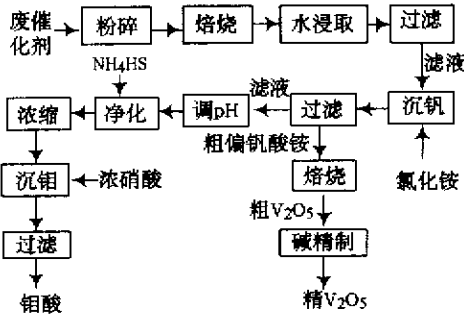 废催化剂
粉碎
焙烧
水浸取
过滤
NH₄HS
滤液
滤液
浓缩
净化
调pH
过滤
沉钒
粗偏钒酸铵
沉钼
浓硝酸
焙烧
氯化铵
粗V₂O₅
过滤
碱精制
钼酸
精V₂O₅